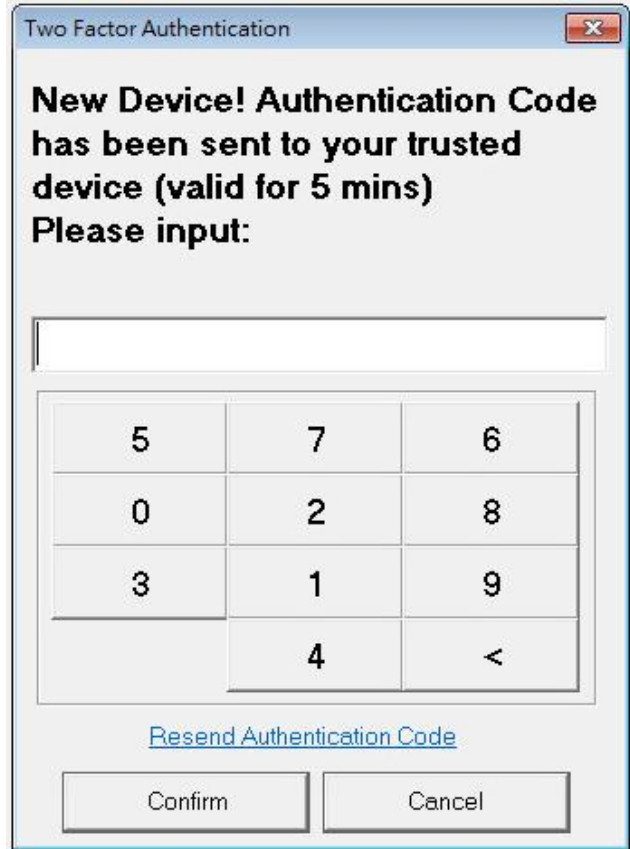 Two Factor Authentication
New Device! Authentication Code
has been sent to your trusted
device (valid for 5 mins)
Please input:
5 7 6
0 2 8
3 1 9
4 <
Resend Authentication Code
Confirm Cancel